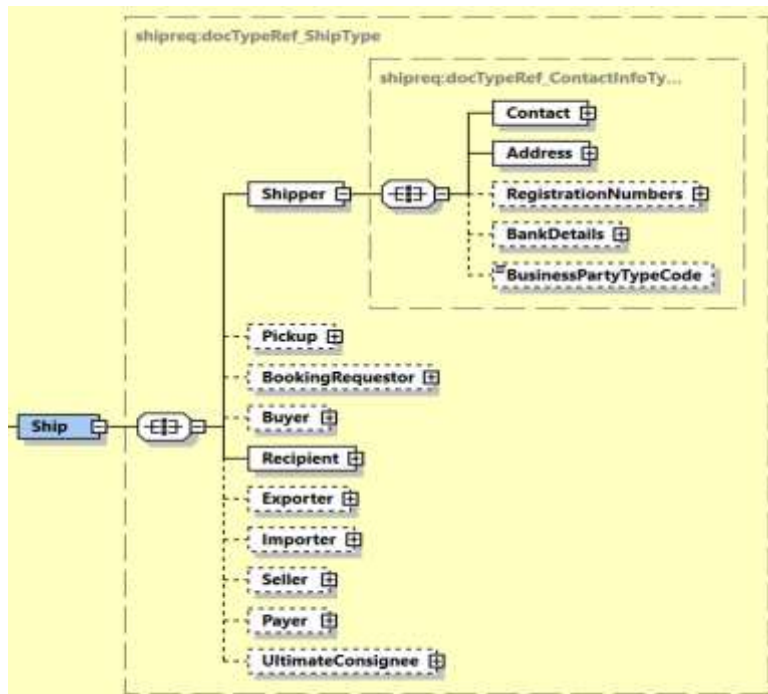 shipreq:docTypeRef_ShipType
shipreq:docTypeRef_ContactInfoTy...
Contact
Address
Shipper
RegistrationNumbers
BankDetails
BusinessPartyTypeCode
Pickup
BookingRequestor
Buyer
Ship
Recipient
Exporter
Importer
Seller
Payer
UltimateConsignee